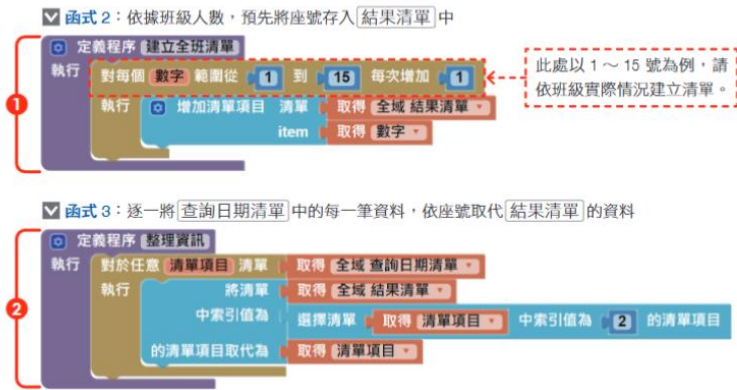 函式 2：依據班級人數，預先將座號存入 結果清單 中
定義程序 建立全班清單
執行 對每個 數字 範圍從 1 到 15 每次增加 1
此處以 1～15 號為例，請
依班級實際情況建立清單。
1
執行 增加清單項目 清單 取得 全域 結果清單
item 取得 數字
函式 3：逐一將 查詢日期清單 中的每一筆資料，依座號取代 結果清單 的資料
定義程序 整理資訊
執行 對於任意 清單項目 清單 取得 全域 查詢日期清單
執行 將清單 取得 全域 結果清單
2
中索引值為 選擇清單 取得 清單項目 中索引值為 2 的清單項目
的清單項目取代為 取得 清單項目